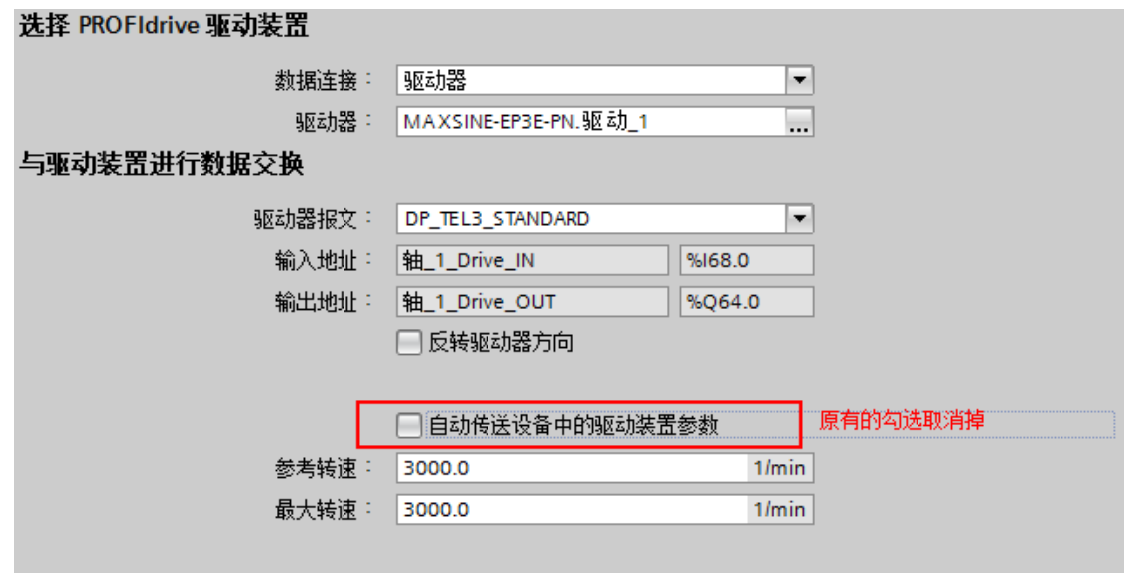 选择 PROFIdrive 驱动装置
数据连接： 驱动器
驱动器： MAXSINE-EP3E-PN.驱动_1 ...
与驱动装置进行数据交换
驱动器报文： DP_TEL3_STANDARD
输入地址： 轴_1_Drive_IN %I68.0
输出地址： 轴_1_Drive_OUT %Q64.0
反转驱动器方向
自动传送设备中的驱动装置参数 原有的勾选取消掉
参考转速： 3000.0 1/min
最大转速： 3000.0 1/min